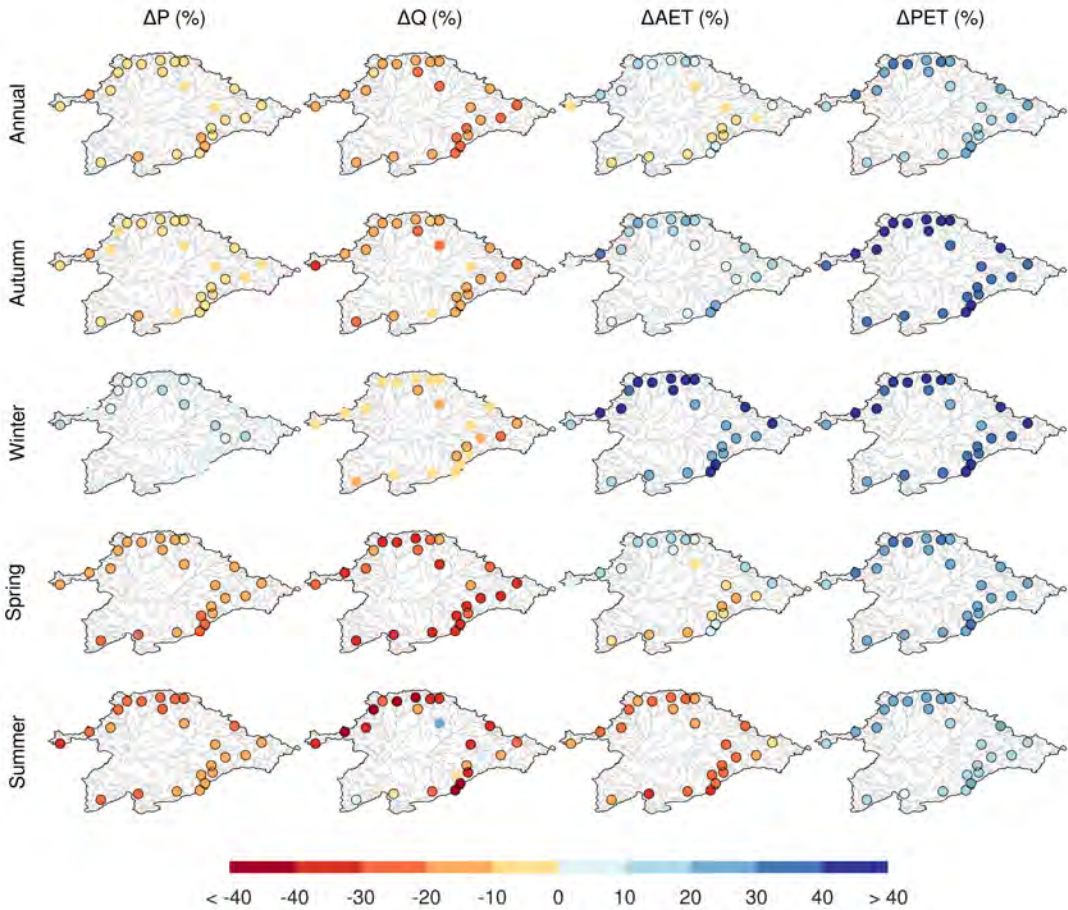 ΔP (%) ΔQ (%) ΔAET (%) ΔPET (%)
Annual
Autumn
Winter
Spring
Summer
< -40 -40 -30 -20 -10 0 10 20 30 40 > 40